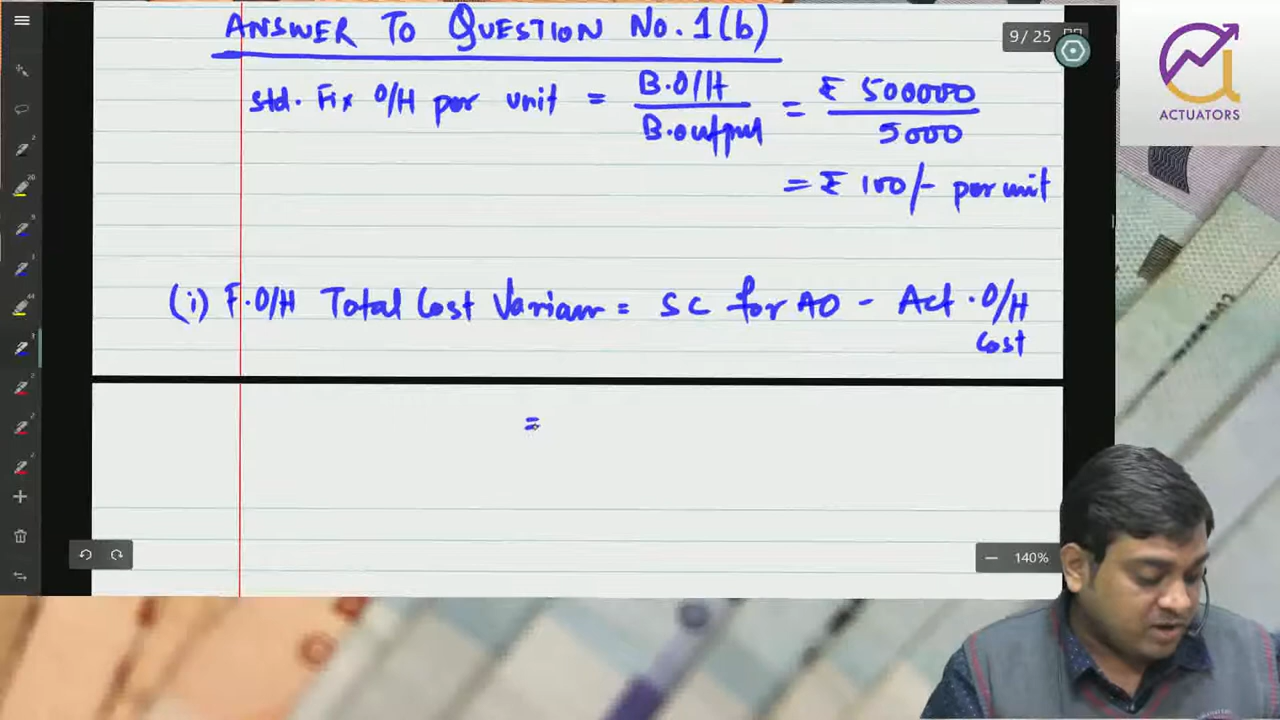 ANSWER TO QUESTION No. 1(b)
9 / 25
ACTUATORS
Std. Fix O/H per unit = B.O/H / B.output = ₹ 500000 / 5000
= ₹ 100/- per unit
(i) F.O/H Total Cost Varian = SC for AO - Act. O/H
Cost
=
140%